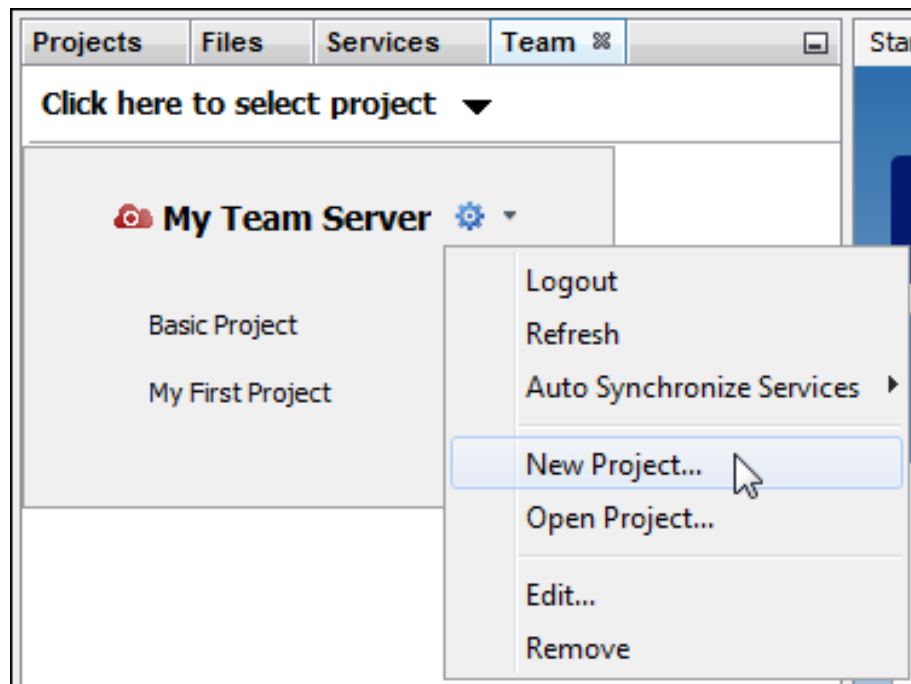 Projects Files Services Team Sta
Click here to select project
My Team Server
Basic Project
My First Project
Logout
Refresh
Auto Synchronize Services
New Project...
Open Project...
Edit...
Remove